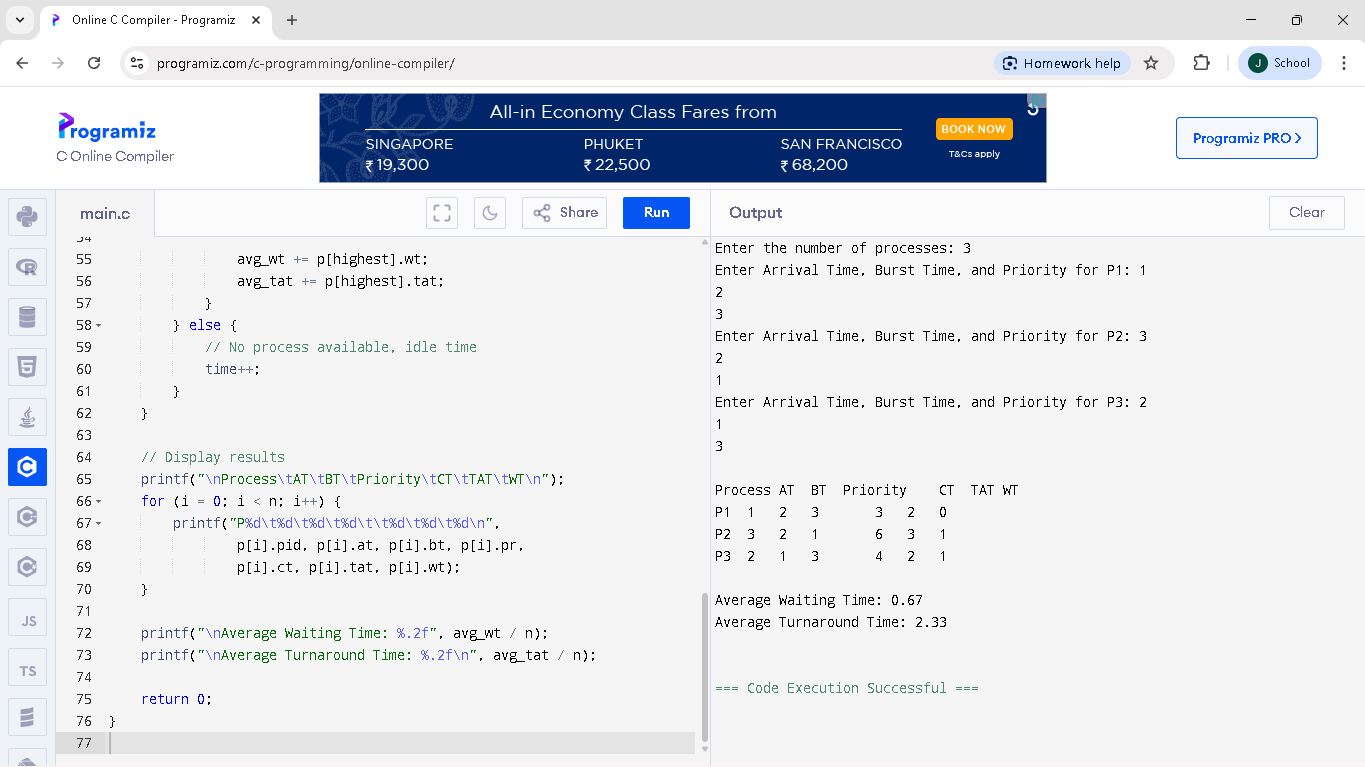 Online C Compiler - Programiz
programiz.com/c-programming/online-compiler/
Homework help
J
School
Programiz
C Online Compiler
All-in Economy Class Fares from
SINGAPORE PHUKET SAN FRANCISCO
₹ 19,300 ₹ 22,500 ₹ 68,200
BOOK NOW
T&Cs apply
Programiz PRO >
main.c
Share
Run
Output
Clear
JS
TS
54
55 avg_wt += p[highest].wt;
56 avg_tat += p[highest].tat;
57 }
58 } else {
59 // No process available, idle time
60 time++;
61 }
62 }
63
64 // Display results
65 printf("\nProcess\tAT\tBT\tPriority\tCT\tTAT\tWT\n");
66 for (i = 0; i < n; i++) {
67 printf("P%d\t%d\t%d\t%d\t\t%d\t%d\t%d\n",
68 p[i].pid, p[i].at, p[i].bt, p[i].pr,
69 p[i].ct, p[i].tat, p[i].wt);
70 }
71
72 printf("\nAverage Waiting Time: %.2f", avg_wt / n);
73 printf("\nAverage Turnaround Time: %.2f\n", avg_tat / n);
74
75 return 0;
76 }
77
Enter the number of processes: 3
Enter Arrival Time, Burst Time, and Priority for P1: 1
2
3
Enter Arrival Time, Burst Time, and Priority for P2: 3
2
1
Enter Arrival Time, Burst Time, and Priority for P3: 2
1
3
Process AT BT Priority CT TAT WT
P1 1 2 3 3 2 0
P2 3 2 1 6 3 1
P3 2 1 3 4 2 1
Average Waiting Time: 0.67
Average Turnaround Time: 2.33
=== Code Execution Successful ===